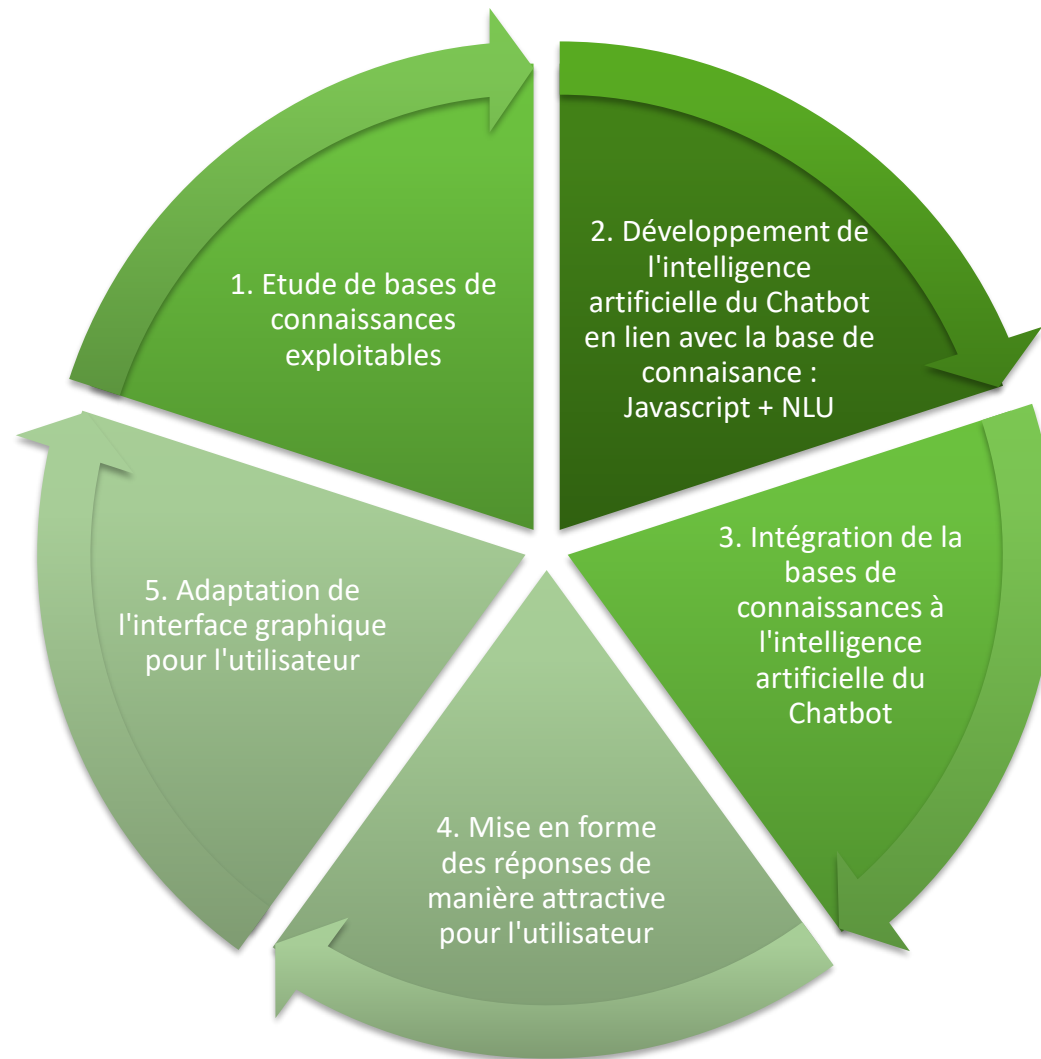 1. Etude de bases de
connaissances
exploitables
2. Développement de
l'intelligence
artificielle du Chatbot
en lien avec la base de
connaisance :
Javascript + NLU
3. Intégration de la
bases de
connaissances à
l'intelligence
artificielle du
Chatbot
4. Mise en forme
des réponses de
manière attractive
pour l'utilisateur
5. Adaptation de
l'interface graphique
pour l'utilisateur